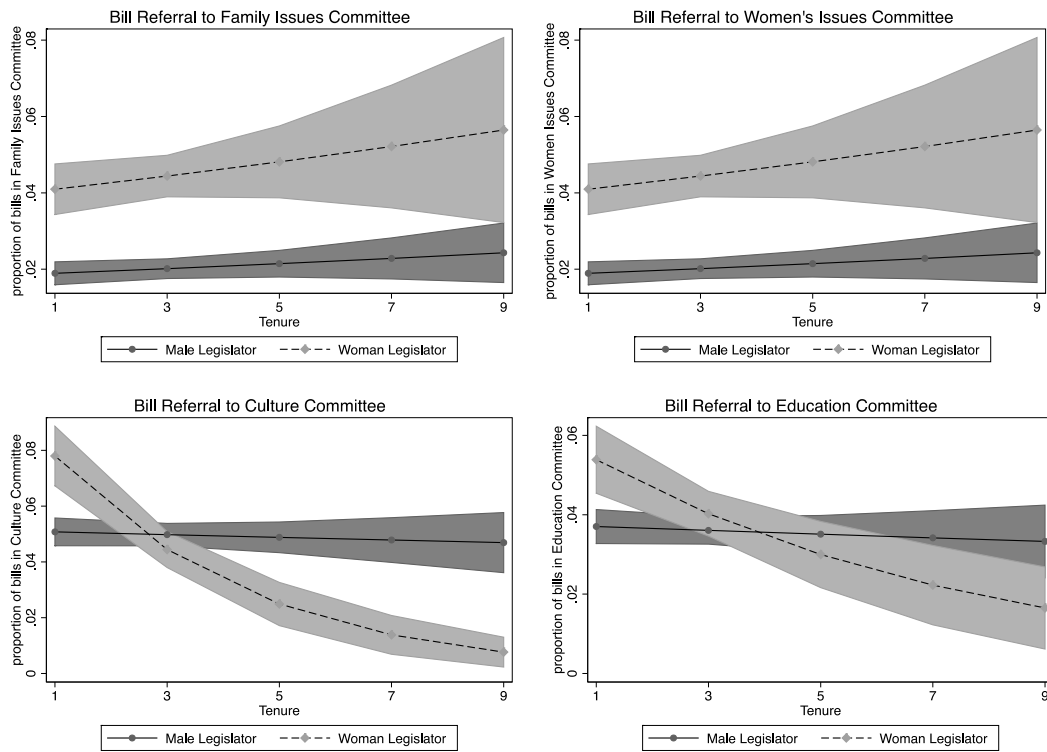 Bill Referral to Family Issues Committee
proportion of bills in Family Issues Committee
.08
.06
.04
.02
1 3 5 7 9
Tenure
Male Legislator Woman Legislator
Bill Referral to Women's Issues Committee
proportion of bills in Women Issues Committee
.08
.06
.04
.02
1 3 5 7 9
Tenure
Male Legislator Woman Legislator
Bill Referral to Culture Committee
proportion of bills in Culture Committee
.08
.06
.04
.02
0
1 3 5 7 9
Tenure
Male Legislator Woman Legislator
Bill Referral to Education Committee
proportion of bills in Education Committee
.06
.04
.02
0
1 3 5 7 9
Tenure
Male Legislator Woman Legislator